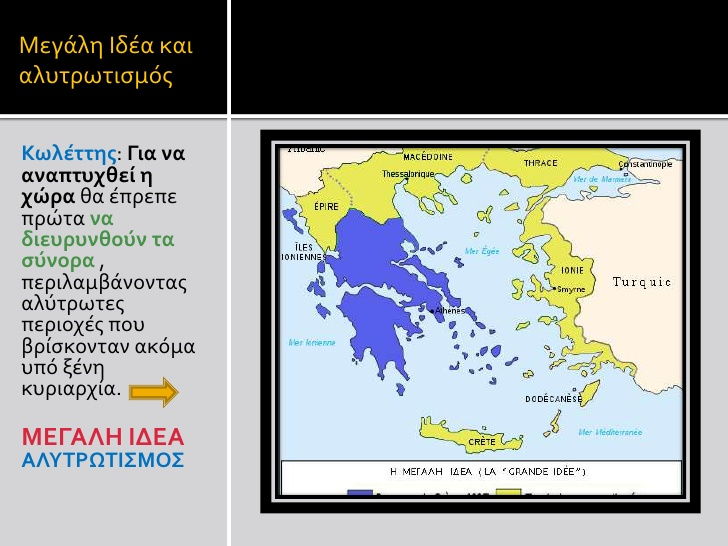 Μεγάλη Ιδέα και
αλυτρωτισμός
Κωλέττης: Για να
αναπτυχθεί η
χώρα θα έπρεπε
πρώτα να
διευρυνθούν τα
σύνορα ,
περιλαμβάνοντας
αλύτρωτες
περιοχές που
βρίσκονταν ακόμα
υπό ξένη
κυριαρχία.
ΜΕΓΑΛΗ ΙΔΕΑ
ΑΛΥΤΡΩΤΙΣΜΟΣ
MACÉDOINE
THRACE
Constantinople
Thessalonique
Mer de Marmara
ÉPIRE
ÎLES
IONIENNES
Mer Égée
IONIE
Smyrne
Turquie
Athènes
Mer Ionienne
DODÉCANÈSE
Mer Méditerranée
CRÈTE
Η ΜΕΓΑΛΗ ΙΔΕΑ (LA "GRANDE IDÉE")